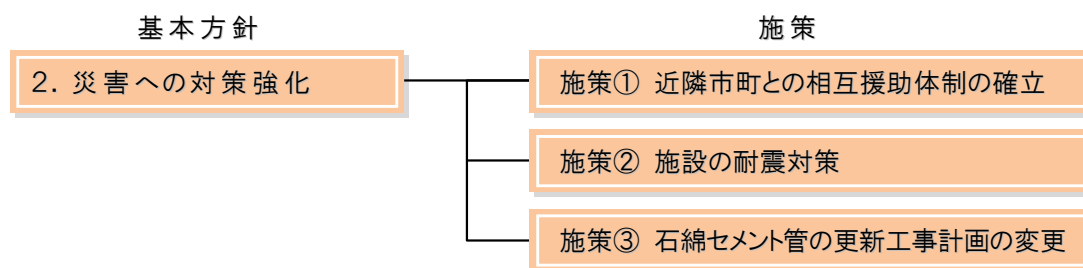 基本方針
施策
2. 災害への対策強化
施策① 近隣市町との相互援助体制の確立
施策② 施設の耐震対策
施策③ 石綿セメント管の更新工事計画の変更